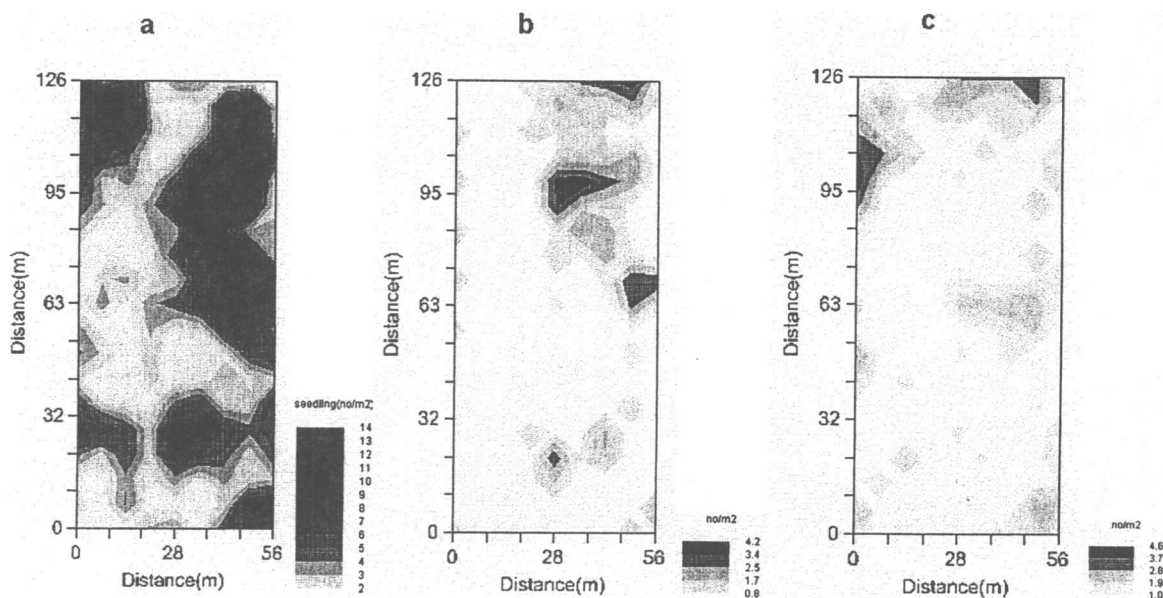 a
126
95
63
32
0
Distance(m)
0 28 56
Distance(m)
seedling(no/m2)
14
13
12
11
10
9
8
7
6
5
4
3
2
b
126
95
63
32
0
Distance(m)
0 28 56
Distance(m)
no/m2
4.2
3.4
2.5
1.7
0.8
c
126
95
63
32
0
Distance(m)
0 28 56
Distance(m)
no/m2
4.6
3.7
2.8
1.9
1.0